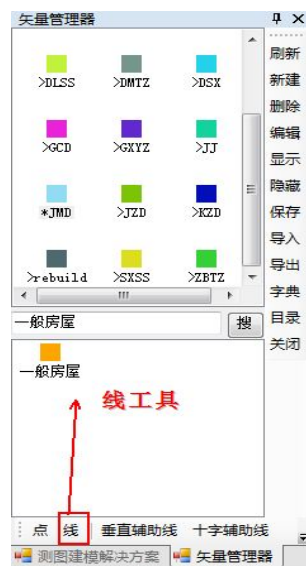 矢量管理器
刷新
新建
删除
编辑
显示
隐藏
保存
导入
导出
字典
目录
关闭
>DLSS >DMTZ >DSX
>GCD >GXYZ >JJ
*JMD >JZD >KZD
>rebuild >SXSS >ZBTZ
一般房屋 搜
一般房屋
线工具
点 线 垂直辅助线 十字辅助线
测图建模解决方案 矢量管理器